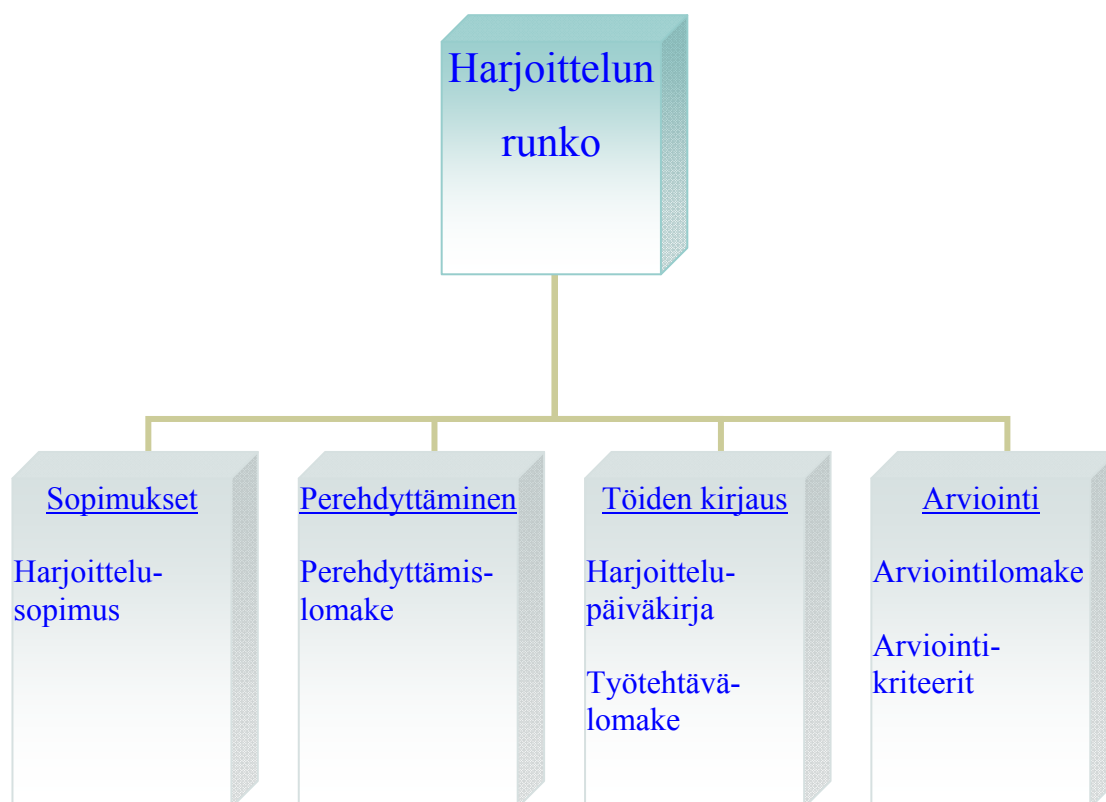 Harjoittelun
runko
Sopimukset
Harjoittelu-
sopimus
Perehdyttäminen
Perehdyttämis-
lomake
Töiden kirjaus
Harjoittelu-
päiväkirja
Työtehtävä-
lomake
Arviointi
Arviointilomake
Arviointi-
kriteerit